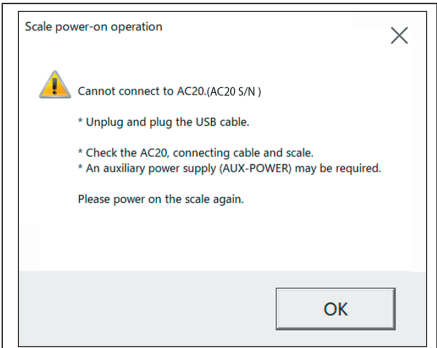 Scale power-on operation
Cannot connect to AC20.(AC20 S/N )
* Unplug and plug the USB cable.
* Check the AC20, connecting cable and scale.
* An auxiliary power supply (AUX-POWER) may be required.
Please power on the scale again.
OK